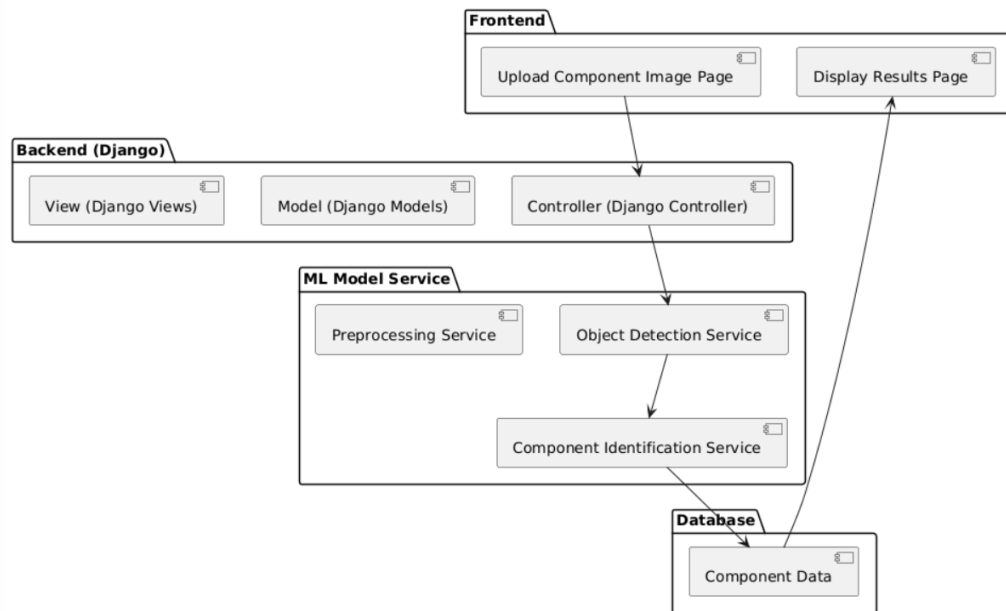 Frontend
Upload Component Image Page
Display Results Page
Backend (Django)
View (Django Views)
Model (Django Models)
Controller (Django Controller)
ML Model Service
Preprocessing Service
Object Detection Service
Component Identification Service
Database
Component Data